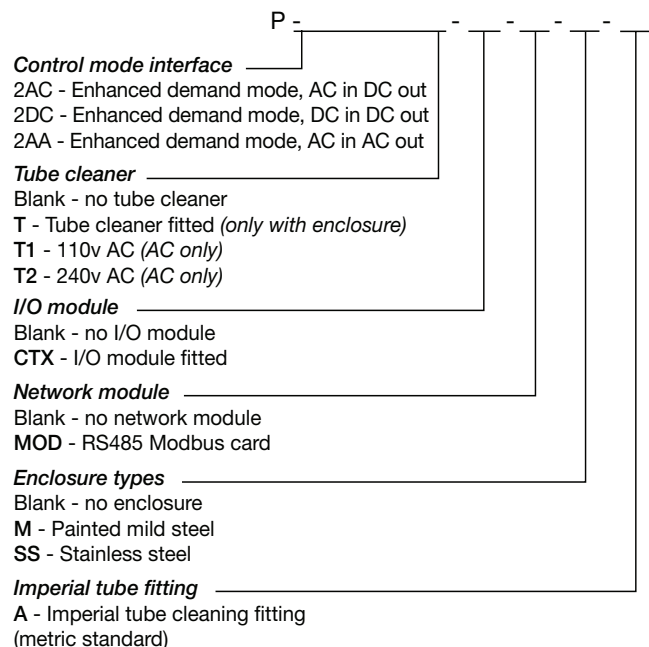 P - - - - -
Control mode interface
2AC - Enhanced demand mode, AC in DC out
2DC - Enhanced demand mode, DC in DC out
2AA - Enhanced demand mode, AC in AC out
Tube cleaner
Blank - no tube cleaner
T - Tube cleaner fitted (only with enclosure)
T1 - 110v AC (AC only)
T2 - 240v AC (AC only)
I/O module
Blank - no I/O module
CTX - I/O module fitted
Network module
Blank - no network module
MOD - RS485 Modbus card
Enclosure types
Blank - no enclosure
M - Painted mild steel
SS - Stainless steel
Imperial tube fitting
A - Imperial tube cleaning fitting
(metric standard)